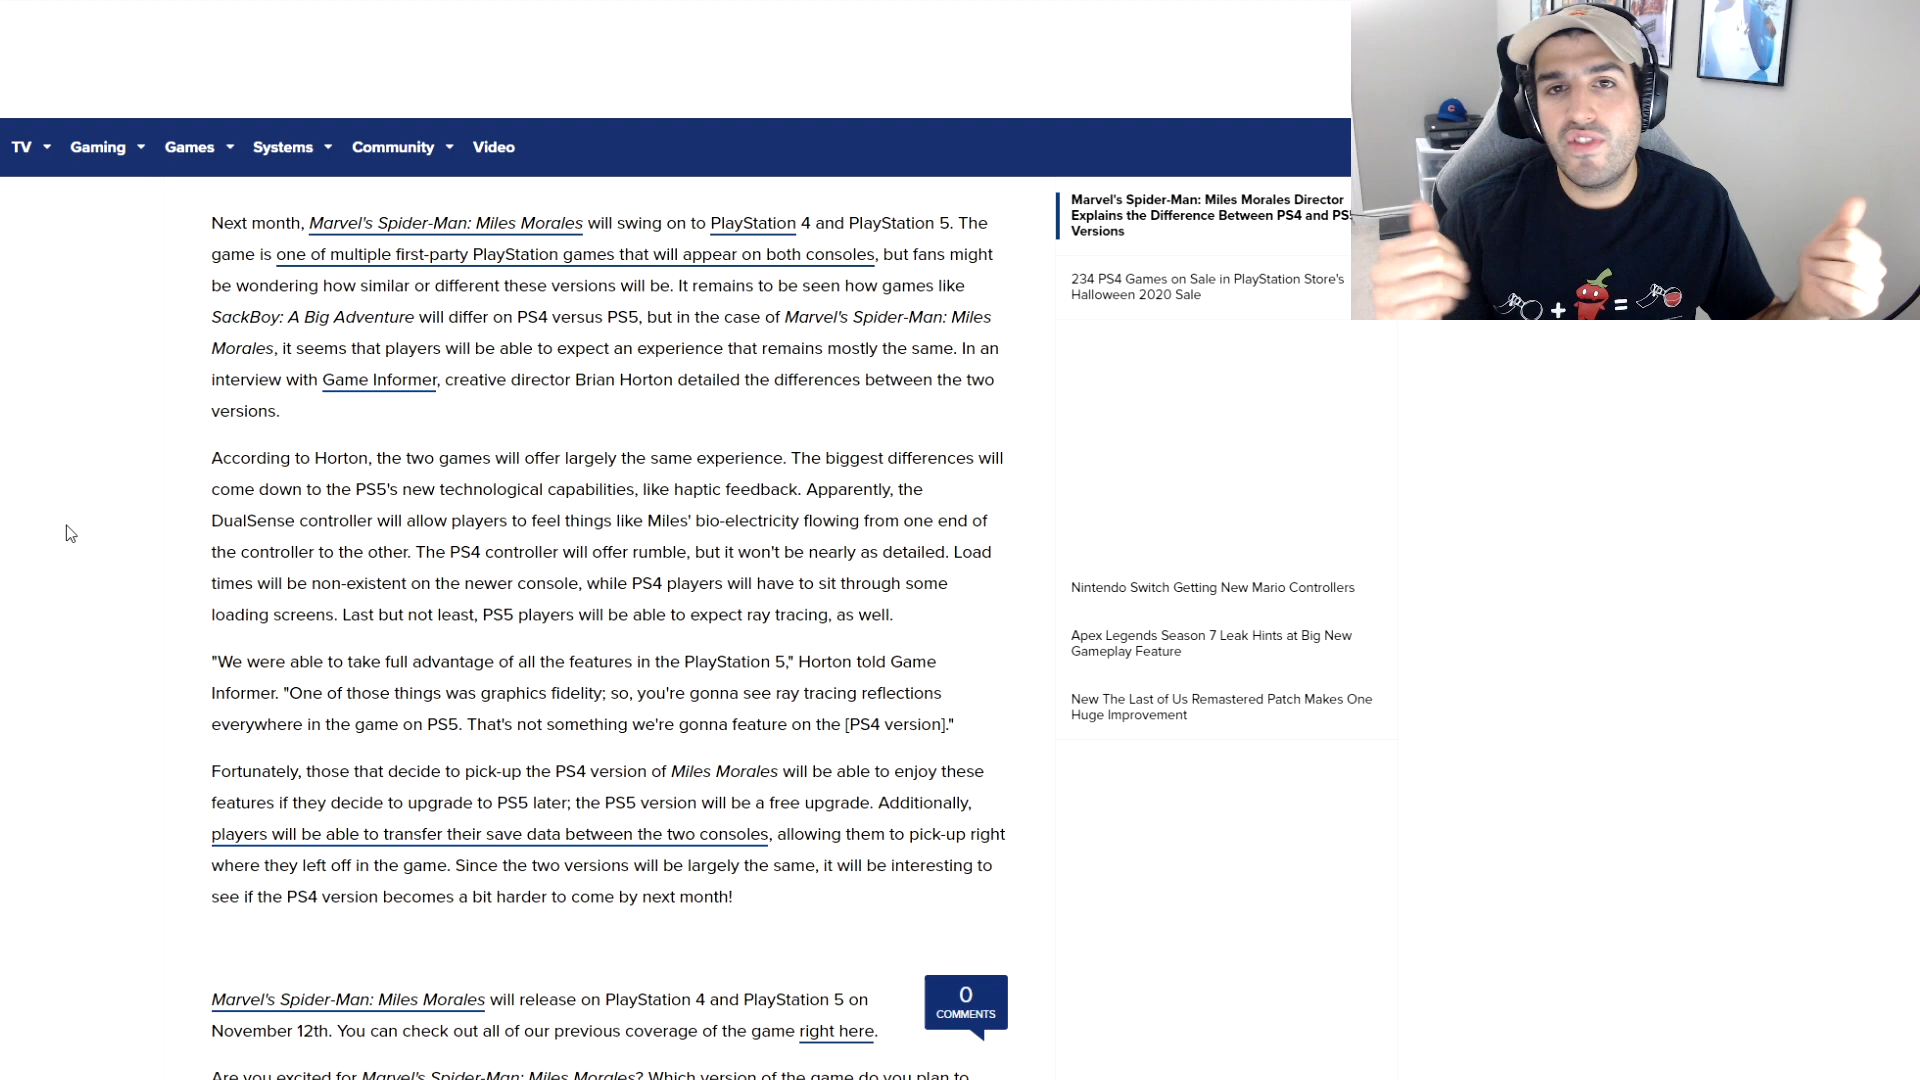 TV Gaming Games Systems Community Video
Next month, Marvel's Spider-Man: Miles Morales will swing on to PlayStation 4 and PlayStation 5. The
game is one of multiple first-party PlayStation games that will appear on both consoles, but fans might
be wondering how similar or different these versions will be. It remains to be seen how games like
SackBoy: A Big Adventure will differ on PS4 versus PS5, but in the case of Marvel's Spider-Man: Miles
Morales, it seems that players will be able to expect an experience that remains mostly the same. In an
interview with Game Informer, creative director Brian Horton detailed the differences between the two
versions.
According to Horton, the two games will offer largely the same experience. The biggest differences will
come down to the PS5's new technological capabilities, like haptic feedback. Apparently, the
DualSense controller will allow players to feel things like Miles' bio-electricity flowing from one end of
the controller to the other. The PS4 controller will offer rumble, but it won't be nearly as detailed. Load
times will be non-existent on the newer console, while PS4 players will have to sit through some
loading screens. Last but not least, PS5 players will be able to expect ray tracing, as well.
"We were able to take full advantage of all the features in the PlayStation 5," Horton told Game
Informer. "One of those things was graphics fidelity; so, you're gonna see ray tracing reflections
everywhere in the game on PS5. That's not something we're gonna feature on the [PS4 version]."
Fortunately, those that decide to pick-up the PS4 version of Miles Morales will be able to enjoy these
features if they decide to upgrade to PS5 later; the PS5 version will be a free upgrade. Additionally,
players will be able to transfer their save data between the two consoles, allowing them to pick-up right
where they left off in the game. Since the two versions will be largely the same, it will be interesting to
see if the PS4 version becomes a bit harder to come by next month!
Marvel's Spider-Man: Miles Morales will release on PlayStation 4 and PlayStation 5 on
November 12th. You can check out all of our previous coverage of the game right here.
0
COMMENTS
Are you excited for Marvel's Spider-Man: Miles Morales? Which version of the game do you plan to
Marvel's Spider-Man: Miles Morales Director
Explains the Difference Between PS4 and PS5
Versions
234 PS4 Games on Sale in PlayStation Store's
Halloween 2020 Sale
Nintendo Switch Getting New Mario Controllers
Apex Legends Season 7 Leak Hints at Big New
Gameplay Feature
New The Last of Us Remastered Patch Makes One
Huge Improvement
+ =
C